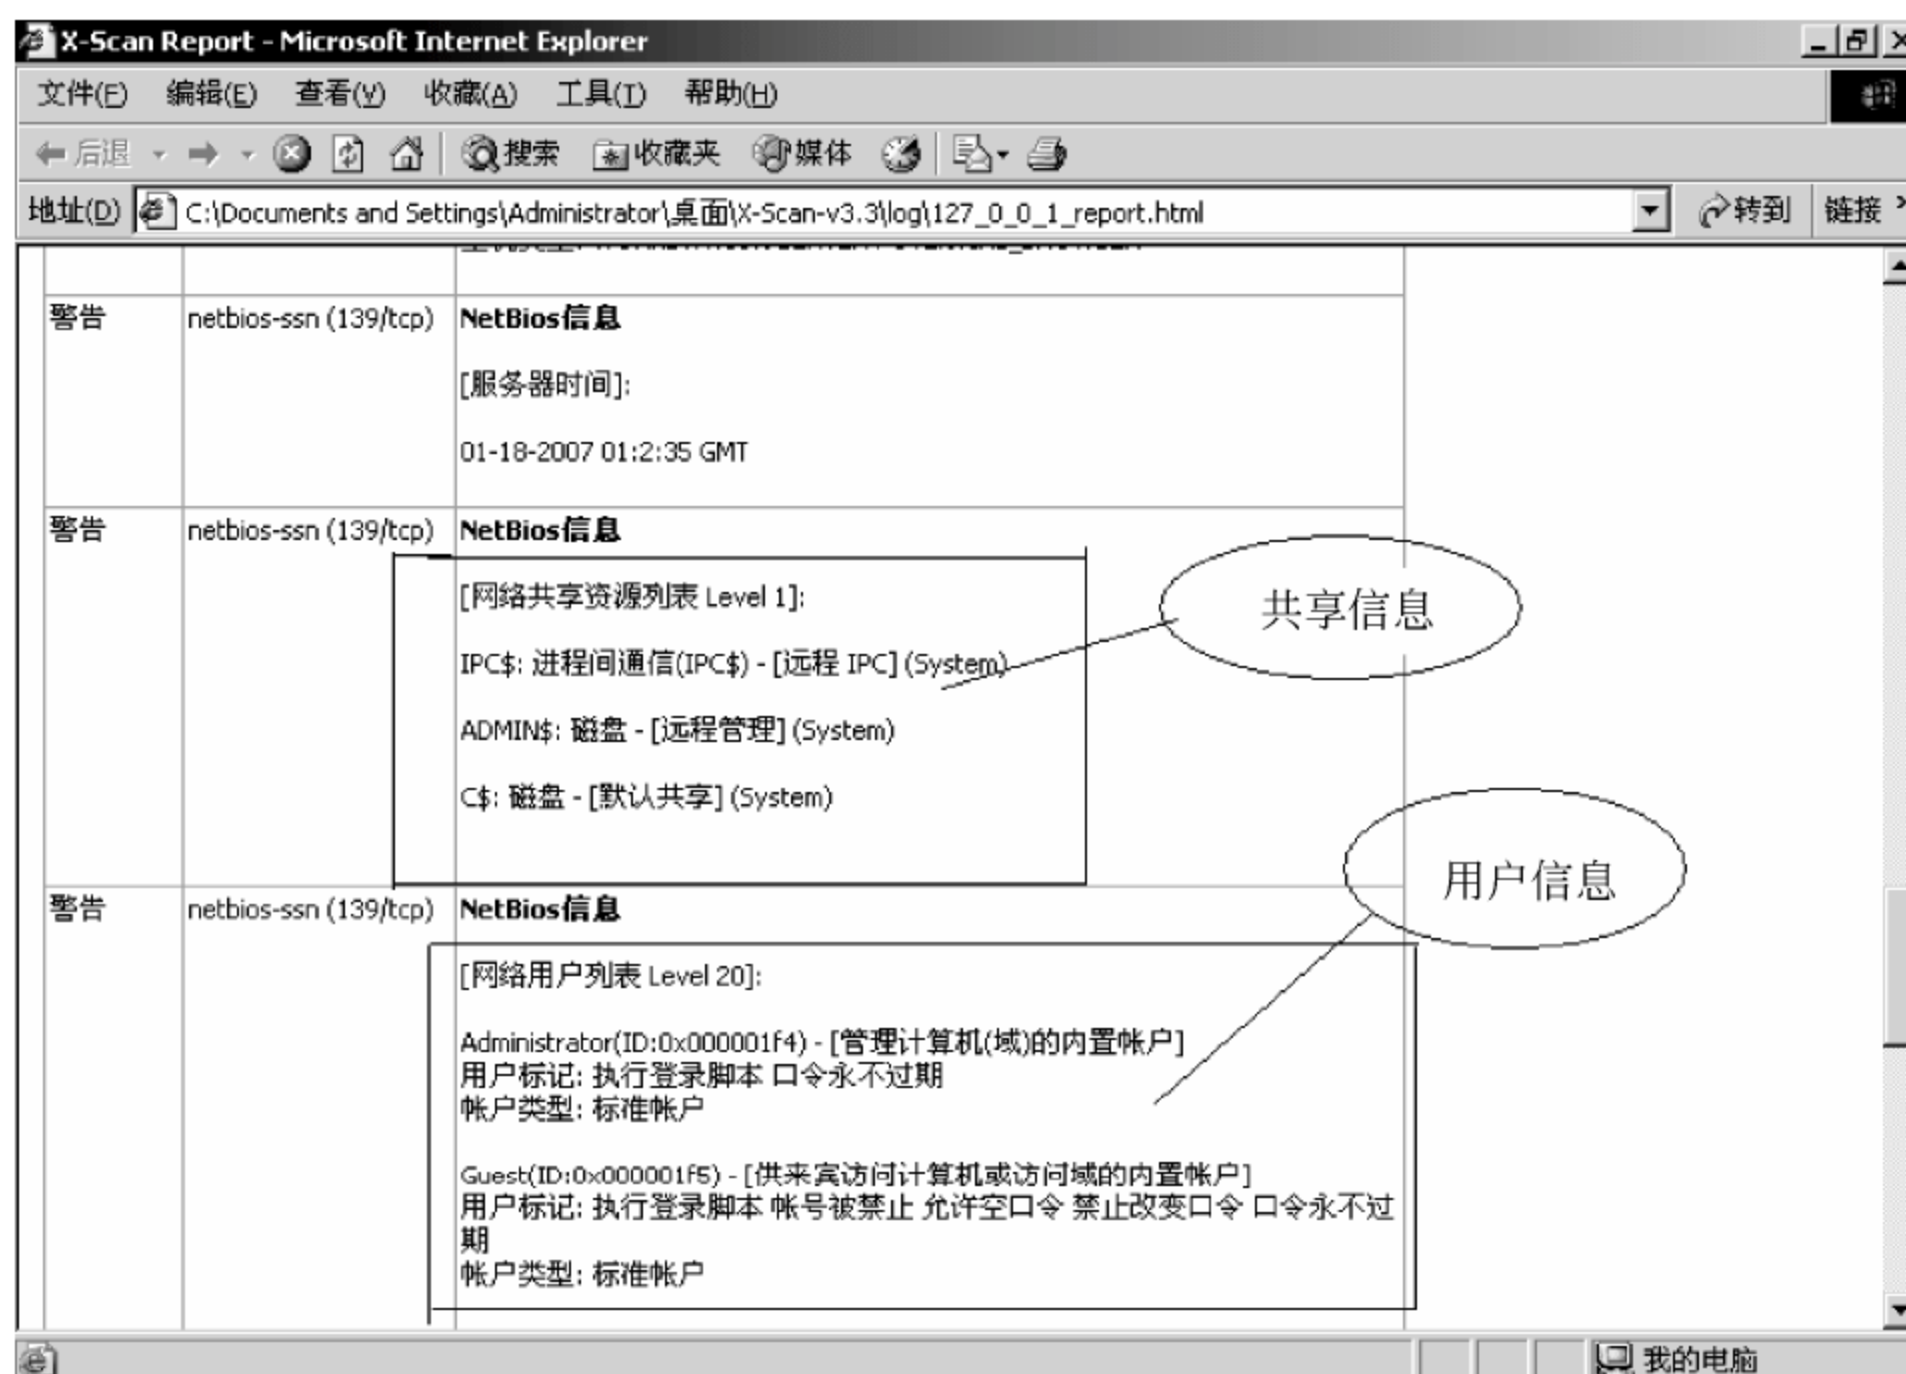 X-Scan Report - Microsoft Internet Explorer
文件(F) 编辑(E) 查看(V) 收藏(A) 工具(T) 帮助(H)
后退 搜索 收藏夹 媒体
地址(D) C:\Documents and Settings\Administrator\桌面\X-Scan-v3.3\log\127_0_0_1_report.html 转到 链接
警告 netbios-ssn (139/tcp) NetBios信息
[服务器时间]:
01-18-2007 01:2:35 GMT
警告 netbios-ssn (139/tcp) NetBios信息
[网络共享资源列表 Level 1]:
共享信息
IPC$: 进程间通信(IPC$) - [远程 IPC] (System)
ADMIN$: 磁盘 - [远程管理] (System)
C$: 磁盘 - [默认共享] (System)
用户信息
警告 netbios-ssn (139/tcp) NetBios信息
[网络用户列表 Level 20]:
Administrator(ID:0x000001f4) - [管理计算机(域)的内置帐户]
用户标记: 执行登录脚本 口令永不过期
帐户类型: 标准帐户
Guest(ID:0x000001f5) - [供来宾访问计算机或访问域的内置帐户]
用户标记: 执行登录脚本 帐号被禁止 允许空口令 禁止改变口令 口令永不过
期
帐户类型: 标准帐户
我的电脑